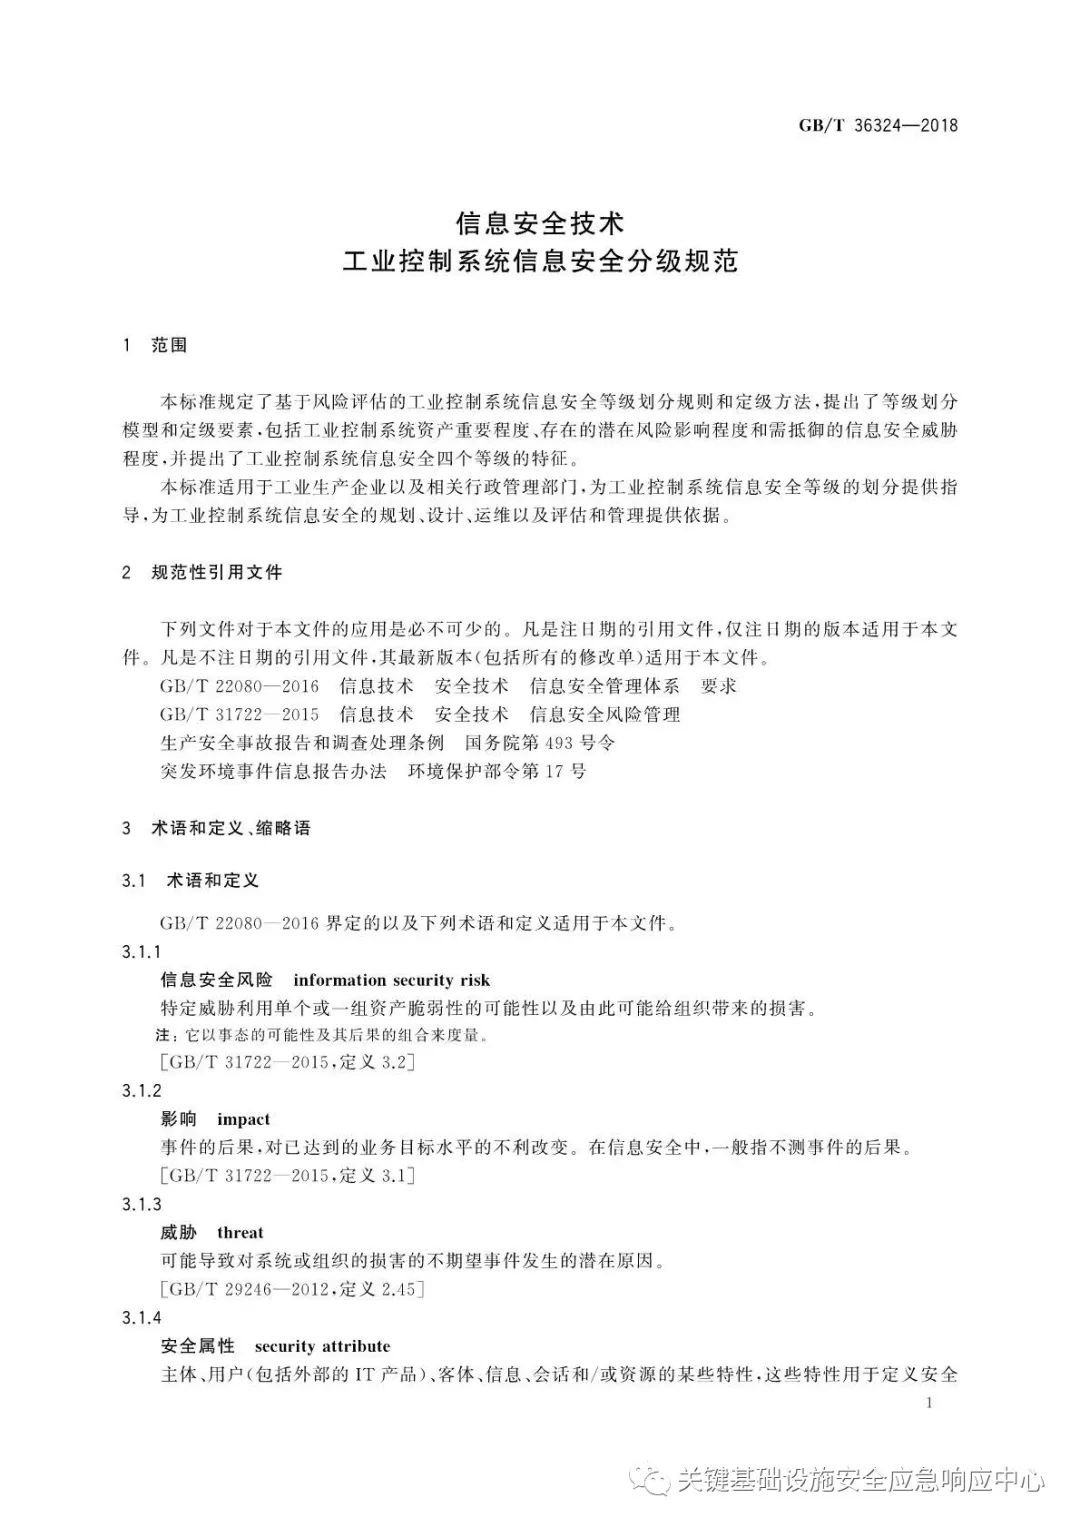 GB/T 36324—2018
信息安全技术
工业控制系统信息安全分级规范
1 范围
本标准规定了基于风险评估的工业控制系统信息安全等级划分规则和定级方法,提出了等级划分
模型和定级要素,包括工业控制系统资产重要程度、存在的潜在风险影响程度和需抵御的信息安全威胁
程度,并提出了工业控制系统信息安全四个等级的特征。
本标准适用于工业生产企业以及相关行政管理部门,为工业控制系统信息安全等级的划分提供指
导,为工业控制系统信息安全的规划、设计、运维以及评估和管理提供依据。
2 规范性引用文件
下列文件对于本文件的应用是必不可少的。凡是注日期的引用文件,仅注日期的版本适用于本文
件。凡是不注日期的引用文件,其最新版本(包括所有的修改单)适用于本文件。
GB/T 22080—2016 信息技术 安全技术 信息安全管理体系 要求
GB/T 31722—2015 信息技术 安全技术 信息安全风险管理
生产安全事故报告和调查处理条例 国务院第 493 号令
突发环境事件信息报告办法 环境保护部令第 17 号
3 术语和定义、缩略语
3.1 术语和定义
GB/T 22080—2016 界定的以及下列术语和定义适用于本文件。
3.1.1
信息安全风险 information security risk
特定威胁利用单个或一组资产脆弱性的可能性以及由此可能给组织带来的损害。
注:它以事态的可能性及其后果的组合来度量。
[GB/T 31722—2015,定义 3.2]
3.1.2
影响 impact
事件的后果,对已达到的业务目标水平的不利改变。在信息安全中,一般指不测事件的后果。
[GB/T 31722—2015,定义 3.1]
3.1.3
威胁 threat
可能导致对系统或组织的损害的不期望事件发生的潜在原因。
[GB/T 29246—2012,定义 2.45]
3.1.4
安全属性 security attribute
主体、用户(包括外部的 IT 产品)、客体、信息、会话和/或资源的某些特性,这些特性用于定义安全
1
关键基础设施安全应急响应中心